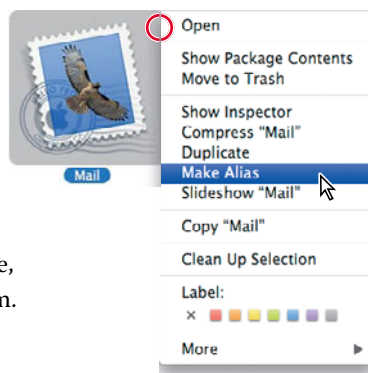 Open
Show Package Contents
Move to Trash
Show Inspector
Compress “Mail”
Duplicate
Make Alias
Slideshow “Mail”
Copy “Mail”
Clean Up Selection
Label:
×
More
Mail
e,
m.